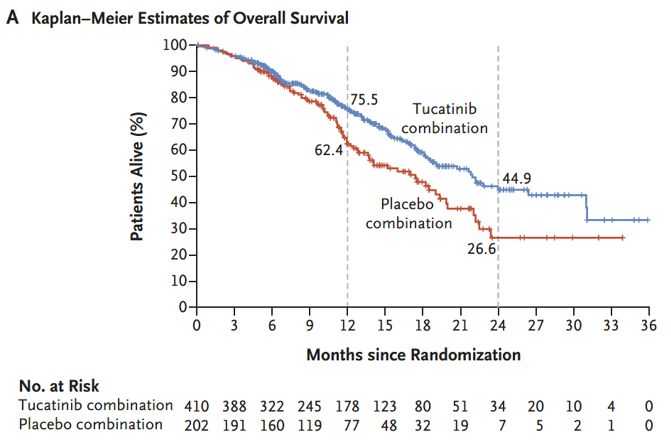 A Kaplan–Meier Estimates of Overall Survival
100
90
80
70
60
50
40
30
20
10
0
Patients Alive (%)
75.5
62.4
Tucatinib
combination
44.9
Placebo
combination
26.6
0 3 6 9 12 15 18 21 24 27 30 33 36
Months since Randomization
No. at Risk
Tucatinib combination 410 388 322 245 178 123 80 51 34 20 10 4 0
Placebo combination 202 191 160 119 77 48 32 19 7 5 2 1 0